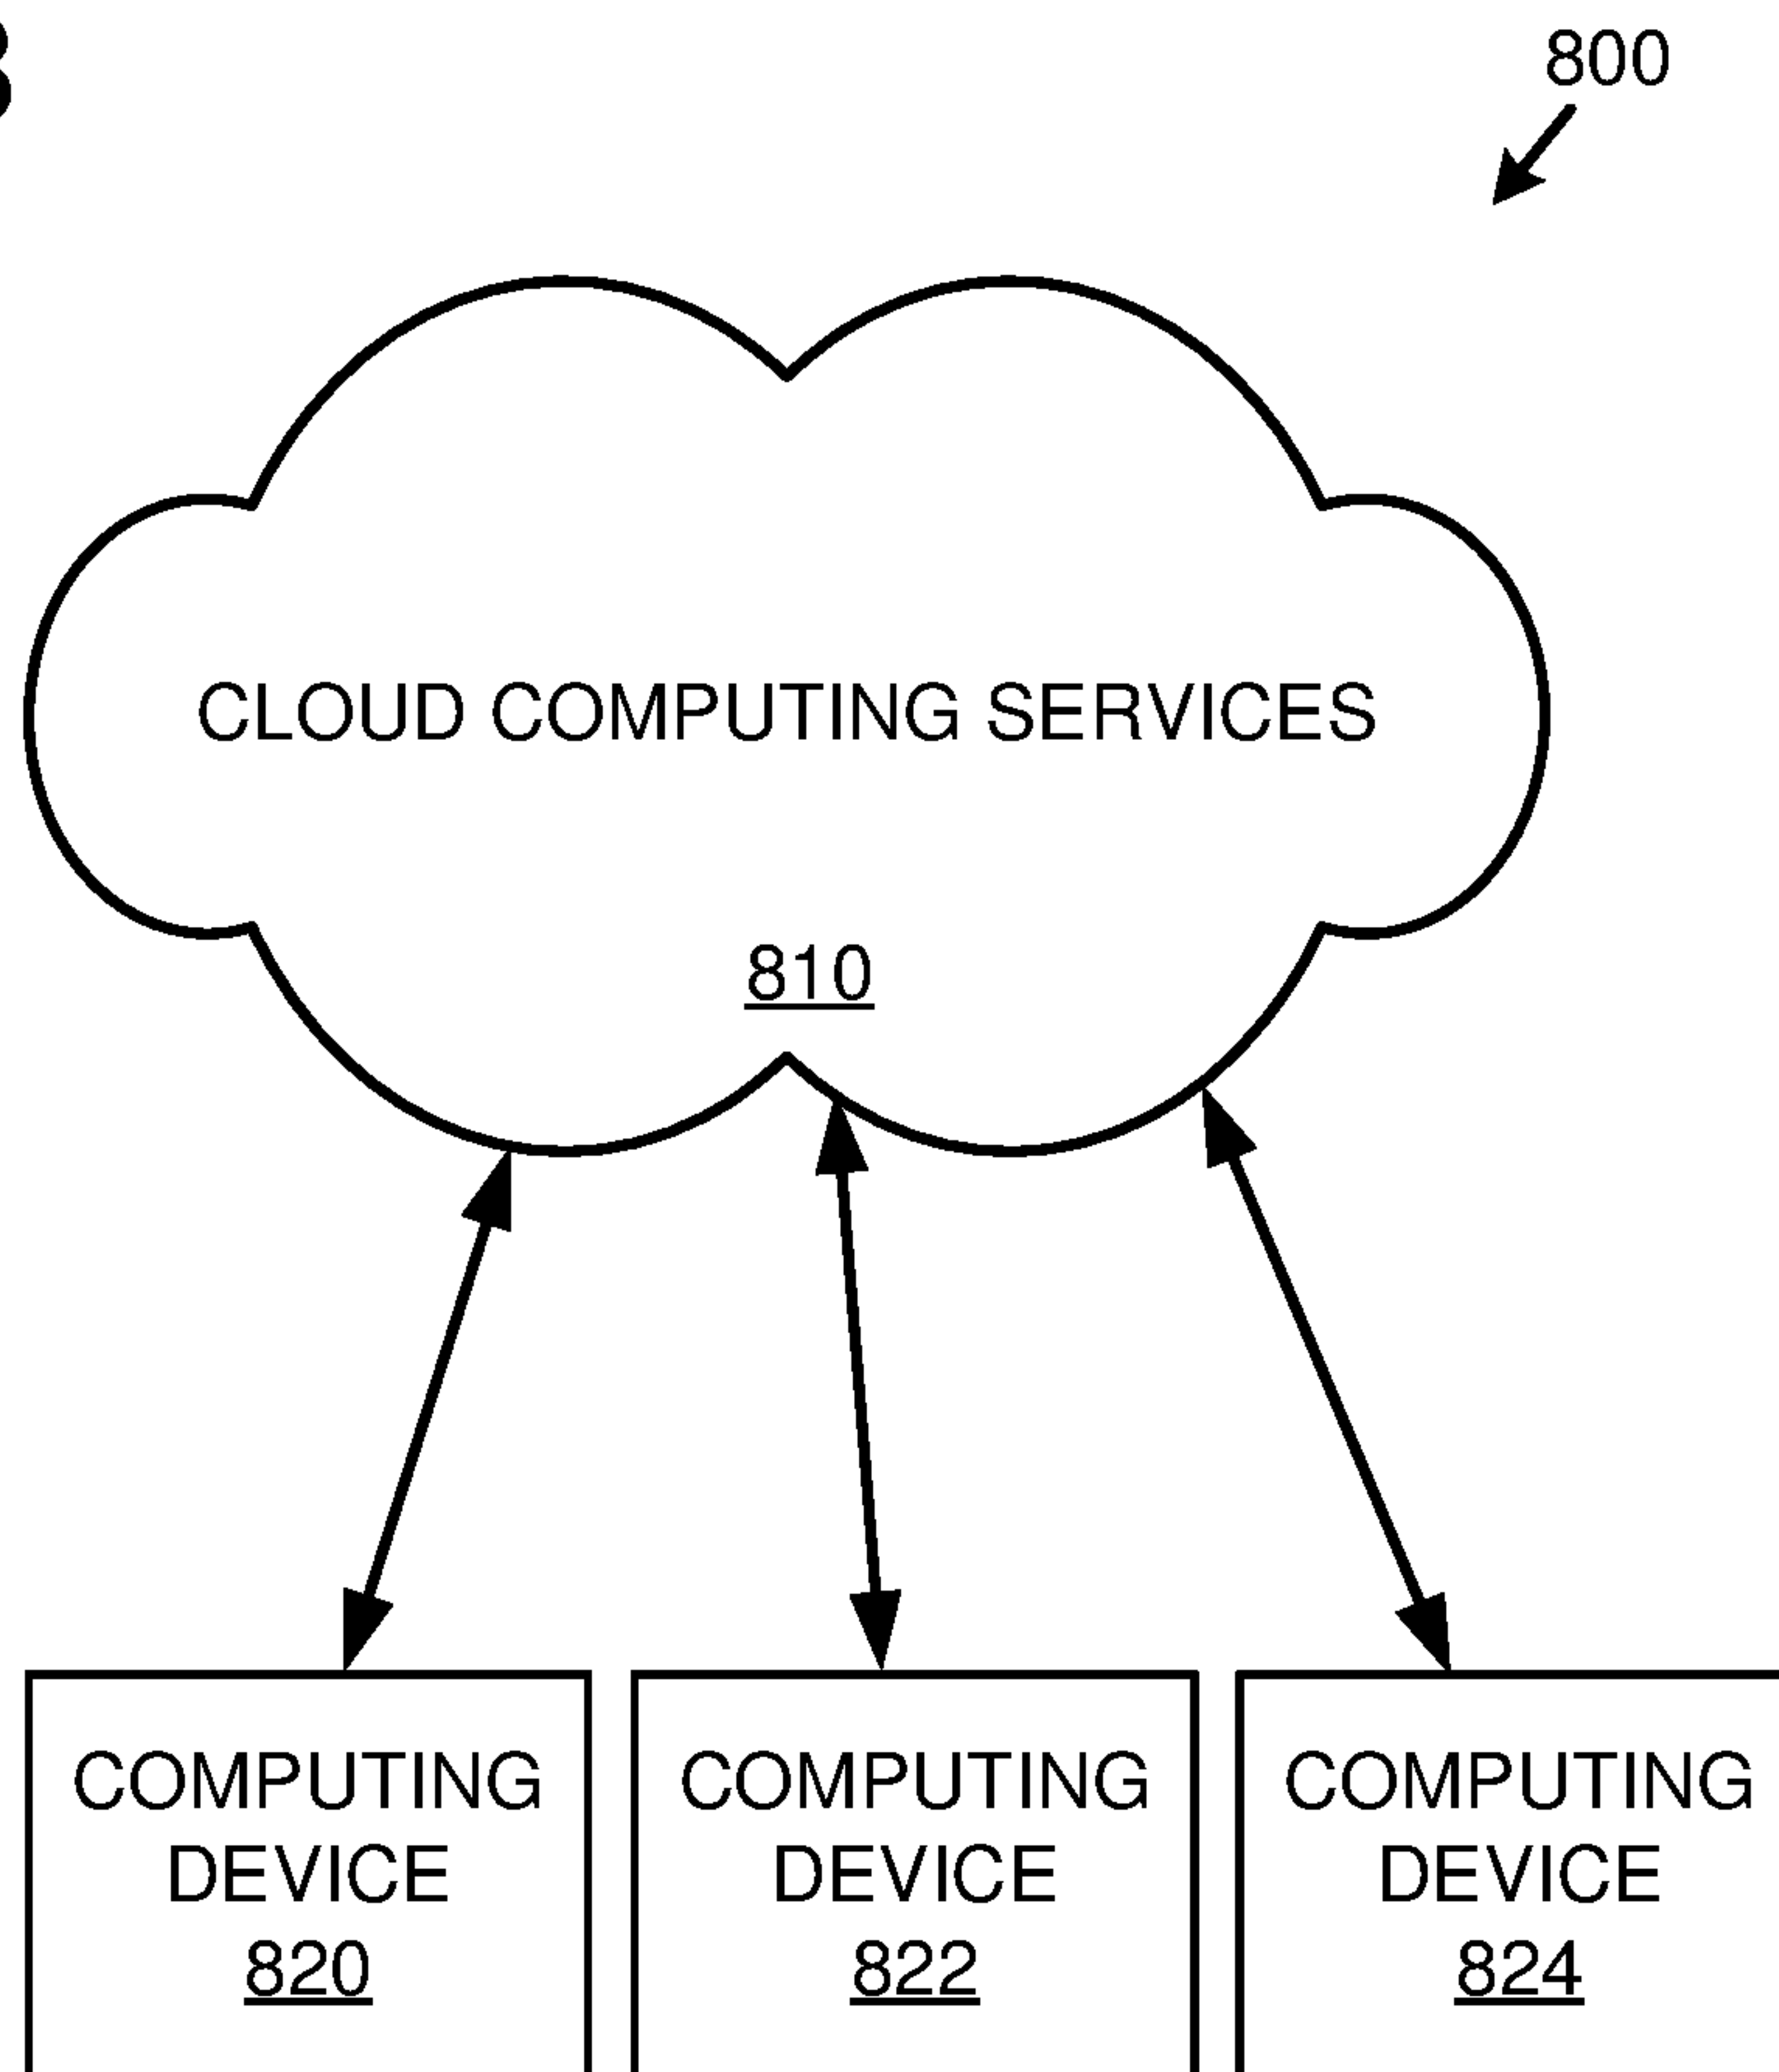 800
CLOUD COMPUTING SERVICES
810
COMPUTING
DEVICE
820
COMPUTING
DEVICE
822
COMPUTING
DEVICE
824